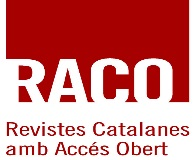 RACO
Revistes Catalanes
amb Accés Obert